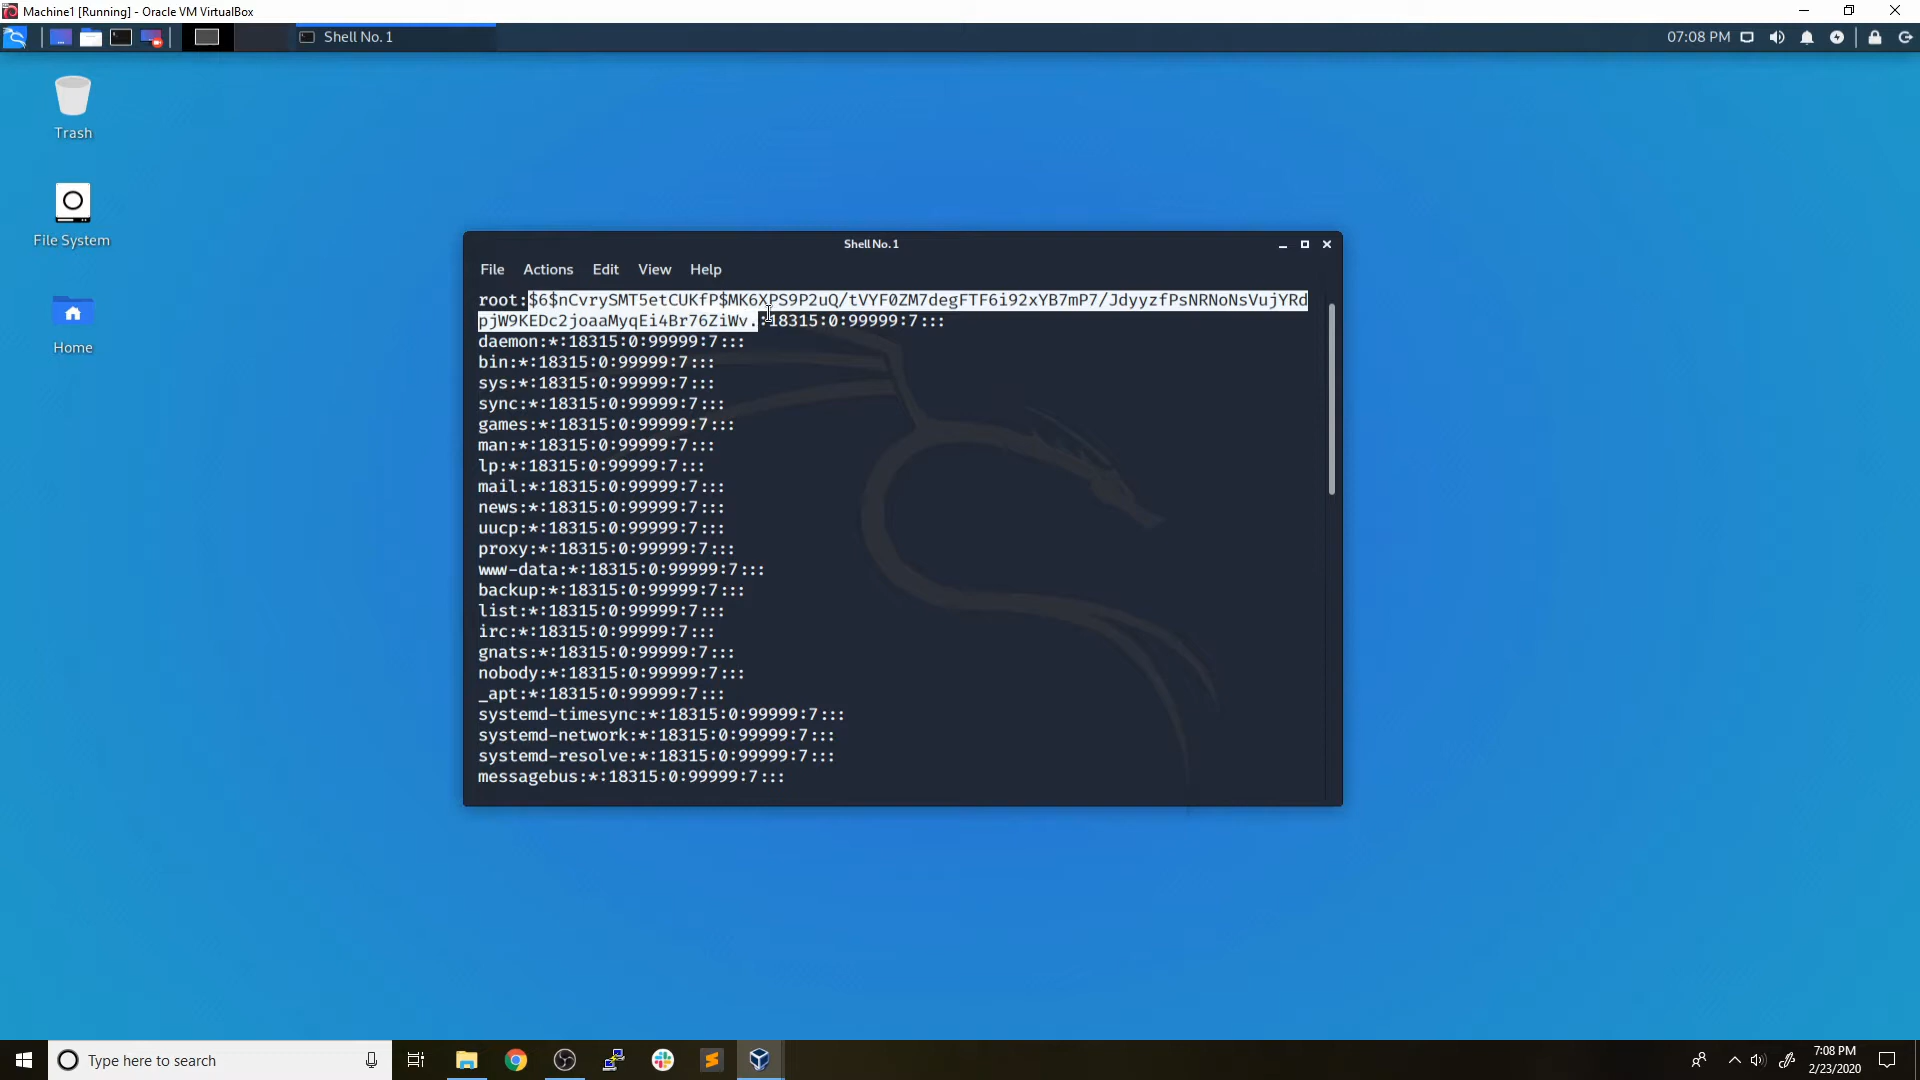 Machine1 [Running] - Oracle VM VirtualBox
Shell No. 1
07:08 PM
Trash
File System
Home
Shell No. 1
File Actions Edit View Help
root:$6$nCvrySMT5etCUKfP$MK6XPS9P2uQ/tVYF0ZM7degFTF6i92xYB7mP7/JdyyzfPsNRNoNsVujYRd
pjW9KEDc2joaaMyqEi4Br76ZiWv.:18315:0:99999:7:::
daemon:*:18315:0:99999:7:::
bin:*:18315:0:99999:7:::
sys:*:18315:0:99999:7:::
sync:*:18315:0:99999:7:::
games:*:18315:0:99999:7:::
man:*:18315:0:99999:7:::
lp:*:18315:0:99999:7:::
mail:*:18315:0:99999:7:::
news:*:18315:0:99999:7:::
uucp:*:18315:0:99999:7:::
proxy:*:18315:0:99999:7:::
www-data:*:18315:0:99999:7:::
backup:*:18315:0:99999:7:::
list:*:18315:0:99999:7:::
irc:*:18315:0:99999:7:::
gnats:*:18315:0:99999:7:::
nobody:*:18315:0:99999:7:::
_apt:*:18315:0:99999:7:::
systemd-timesync:*:18315:0:99999:7:::
systemd-network:*:18315:0:99999:7:::
systemd-resolve:*:18315:0:99999:7:::
messagebus:*:18315:0:99999:7:::
Type here to search
7:08 PM
2/23/2020